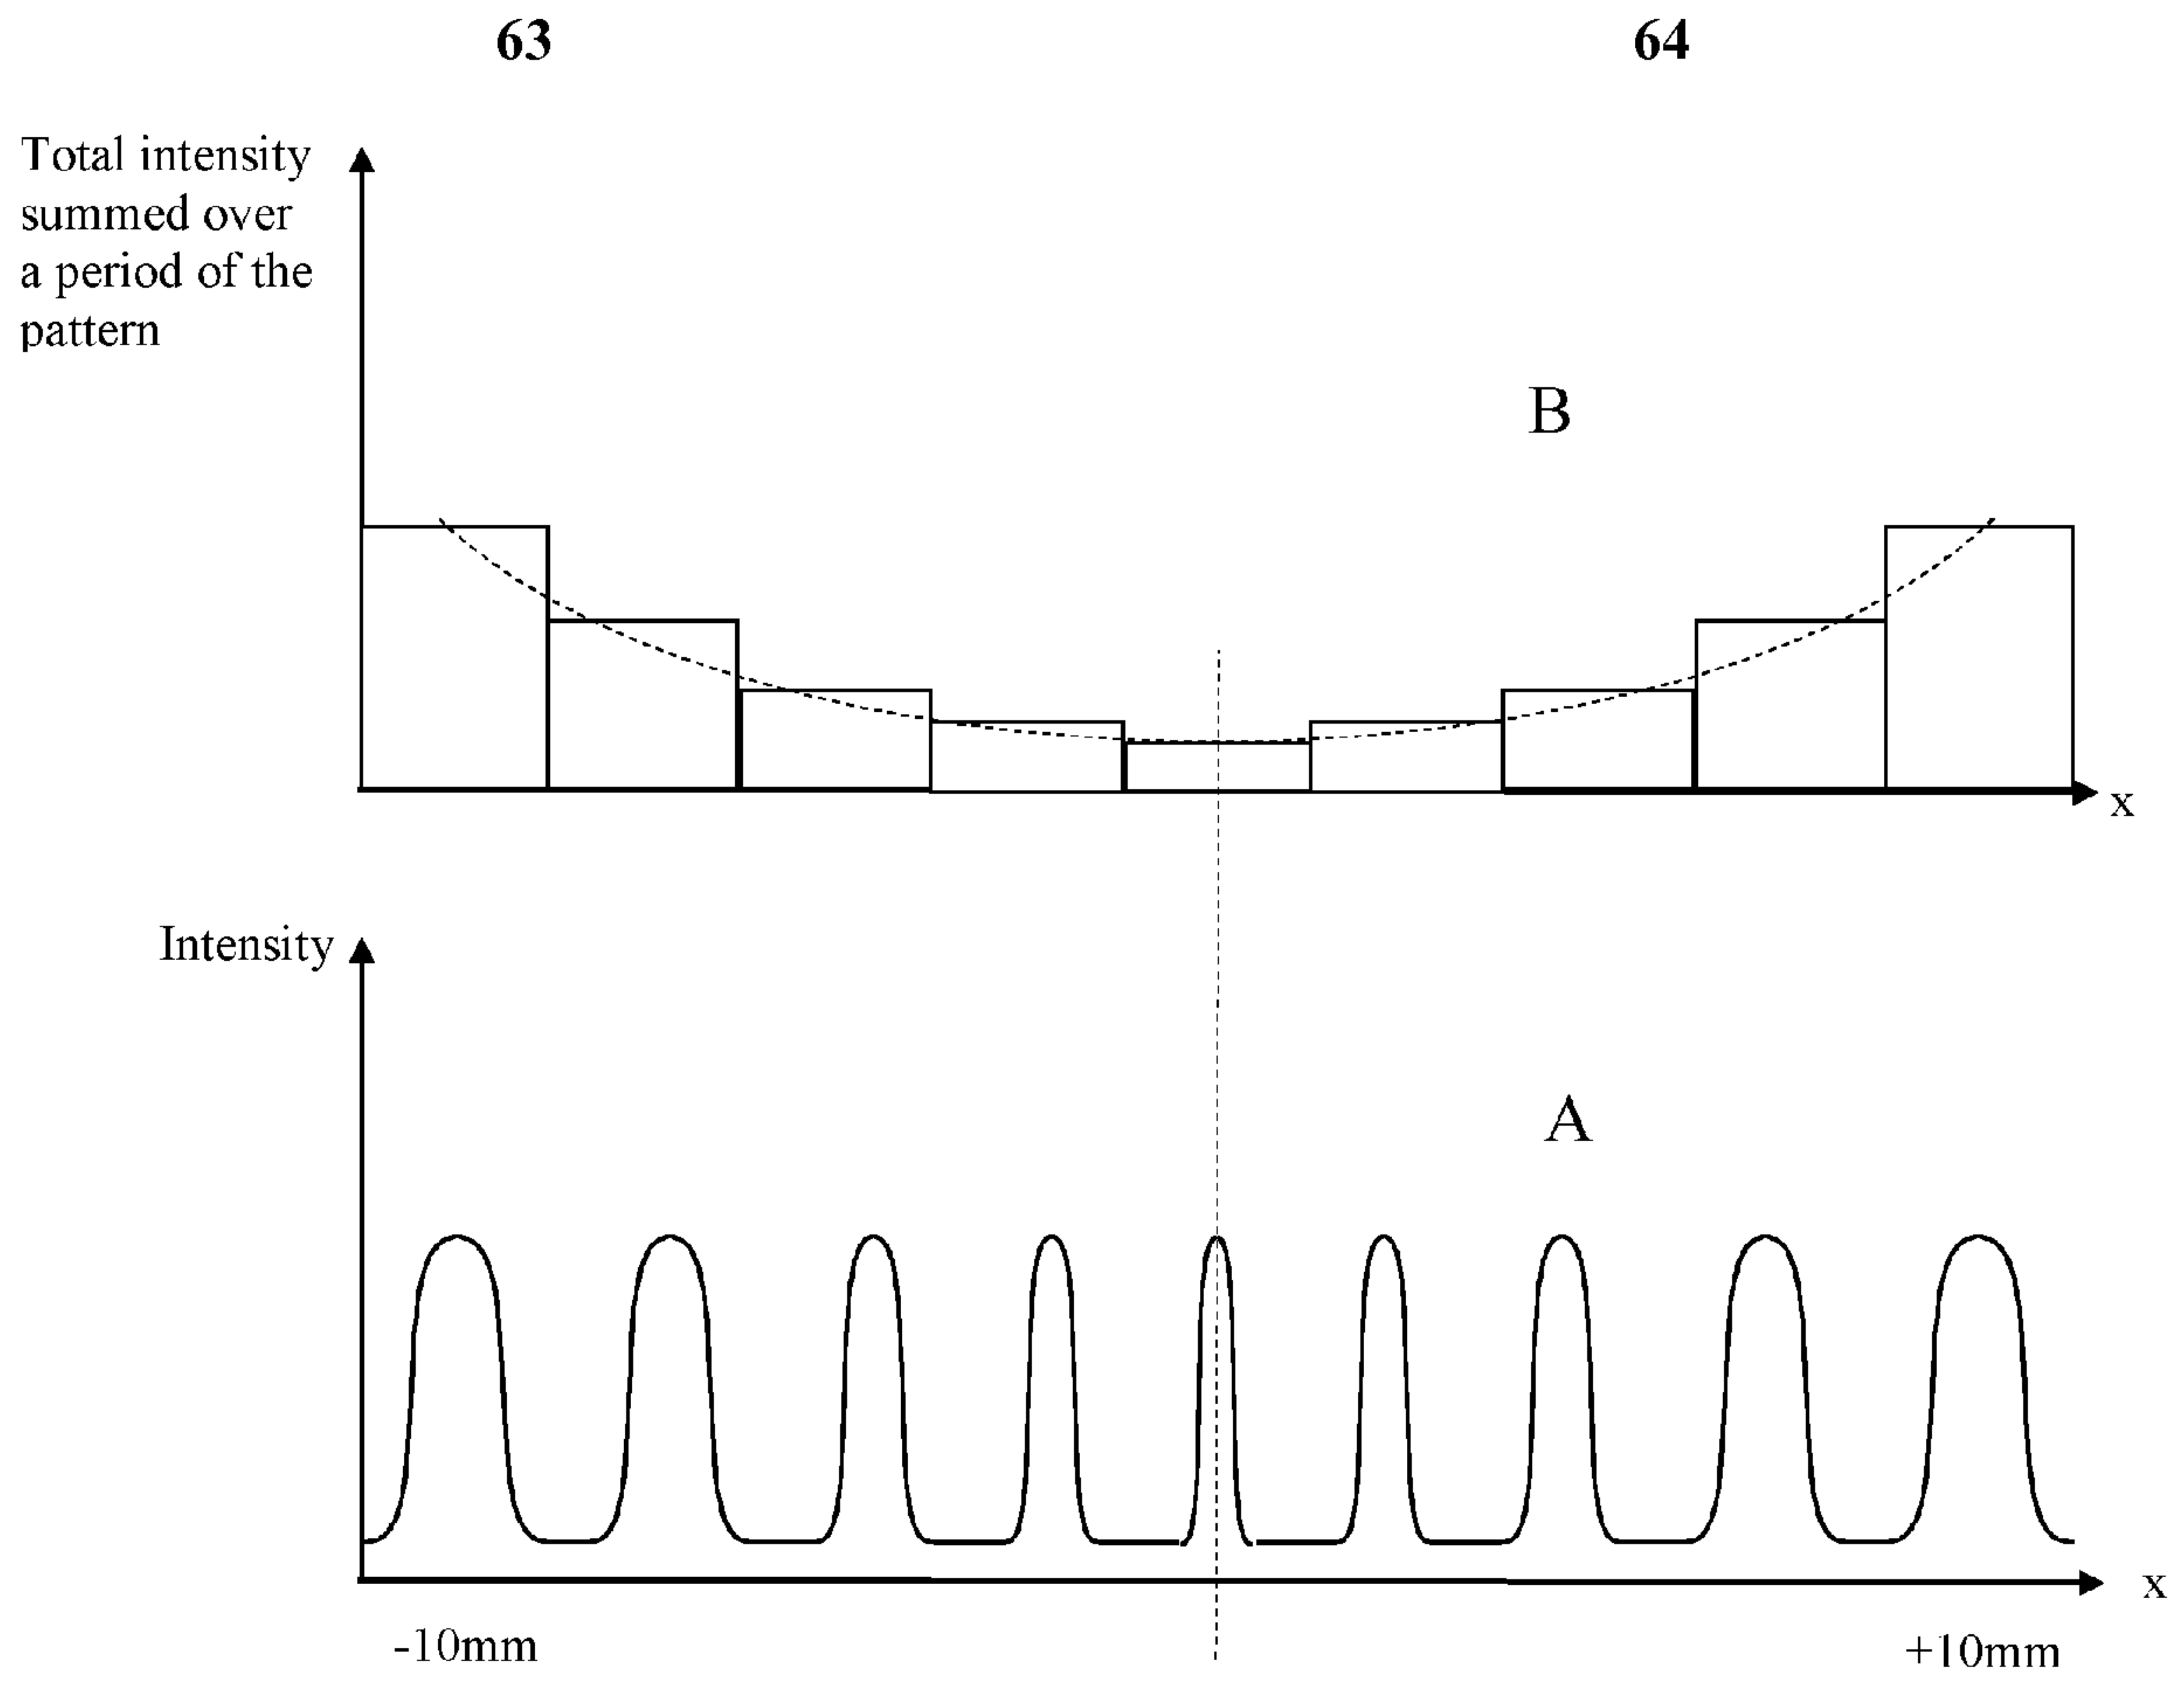 63
64
Total intensity
summed over
a period of the
pattern
B
x
Intensity
A
x
-10mm
+10mm